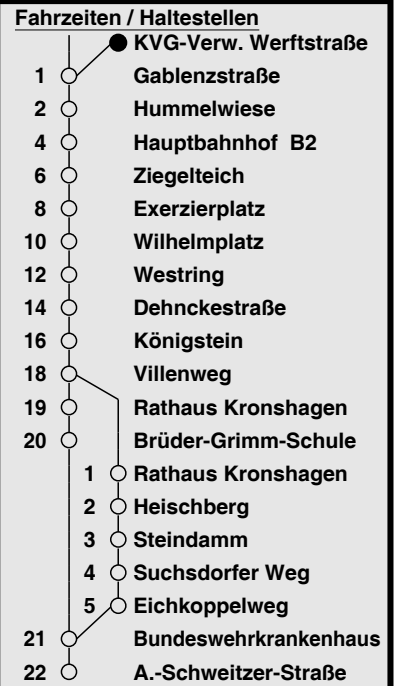 Fahrzeiten / Haltestellen
KVG-Verw. Werftstraße
1 Gablenzstraße
2 Hummelwiese
4 Hauptbahnhof B2
6 Ziegelteich
8 Exerzierplatz
10 Wilhelmplatz
12 Westring
14 Dehnckestraße
16 Königstein
18 Villenweg
19 Rathaus Kronshagen
20 Brüder-Grimm-Schule
1 Rathaus Kronshagen
2 Heischberg
3 Steindamm
4 Suchsdorfer Weg
5 Eichkoppelweg
21 Bundeswehrkrankenhaus
22 A.-Schweitzer-Straße